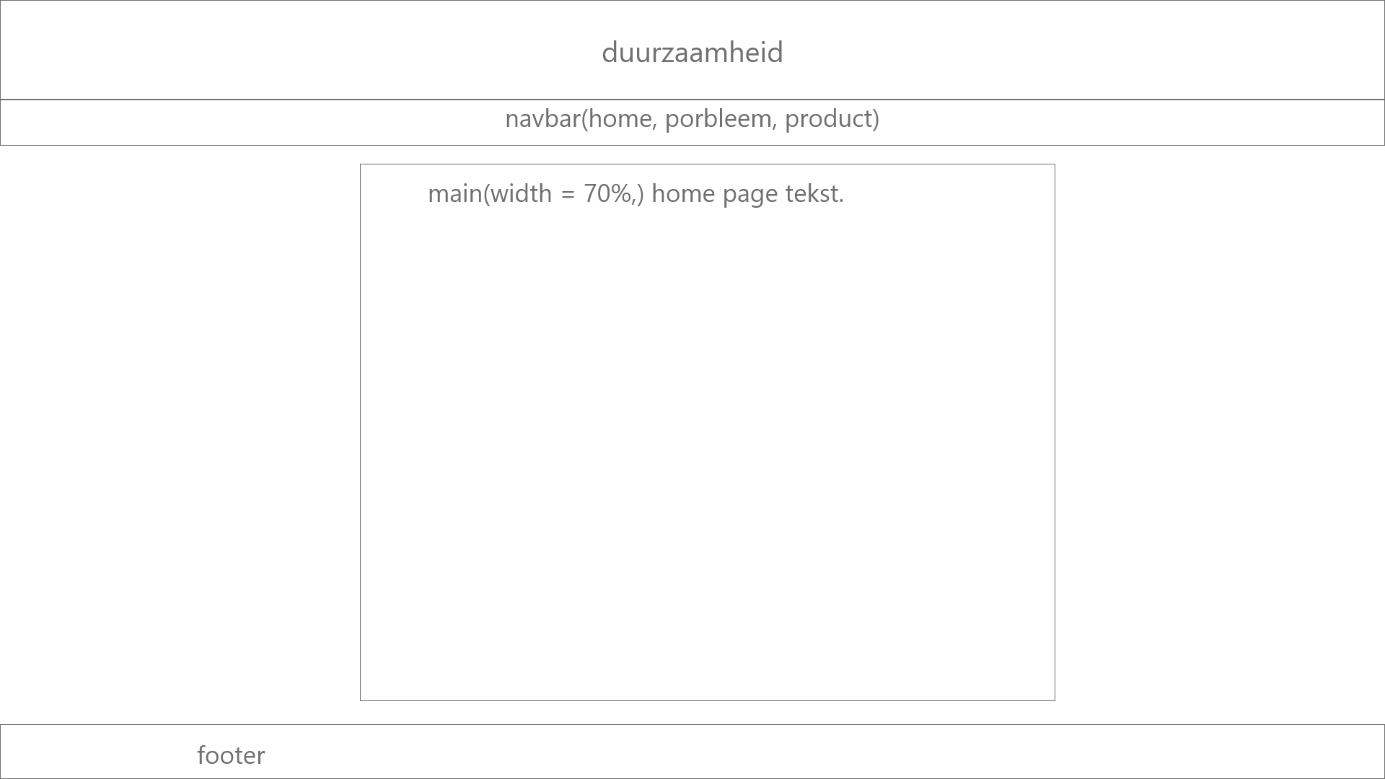 duurzaamheid
navbar(home, porbleem, product)
main(width = 70%,) home page tekst.
footer